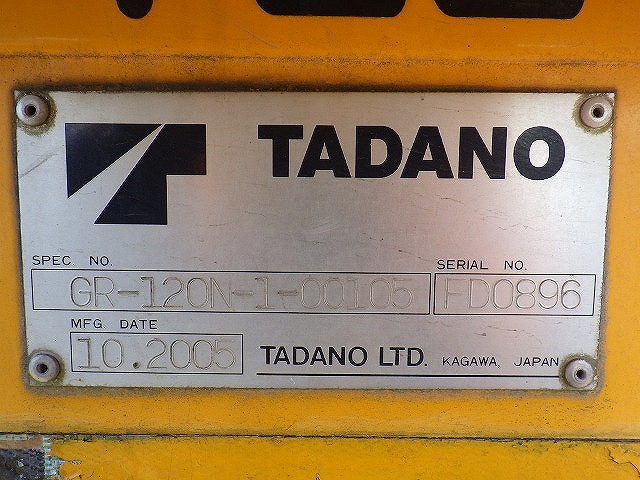 TADANO
SPEC. NO.
SERIAL NO.
GR-120N-1-00105
FD0896
MFG. DATE
10.2005
TADANO LTD. KAGAWA, JAPAN